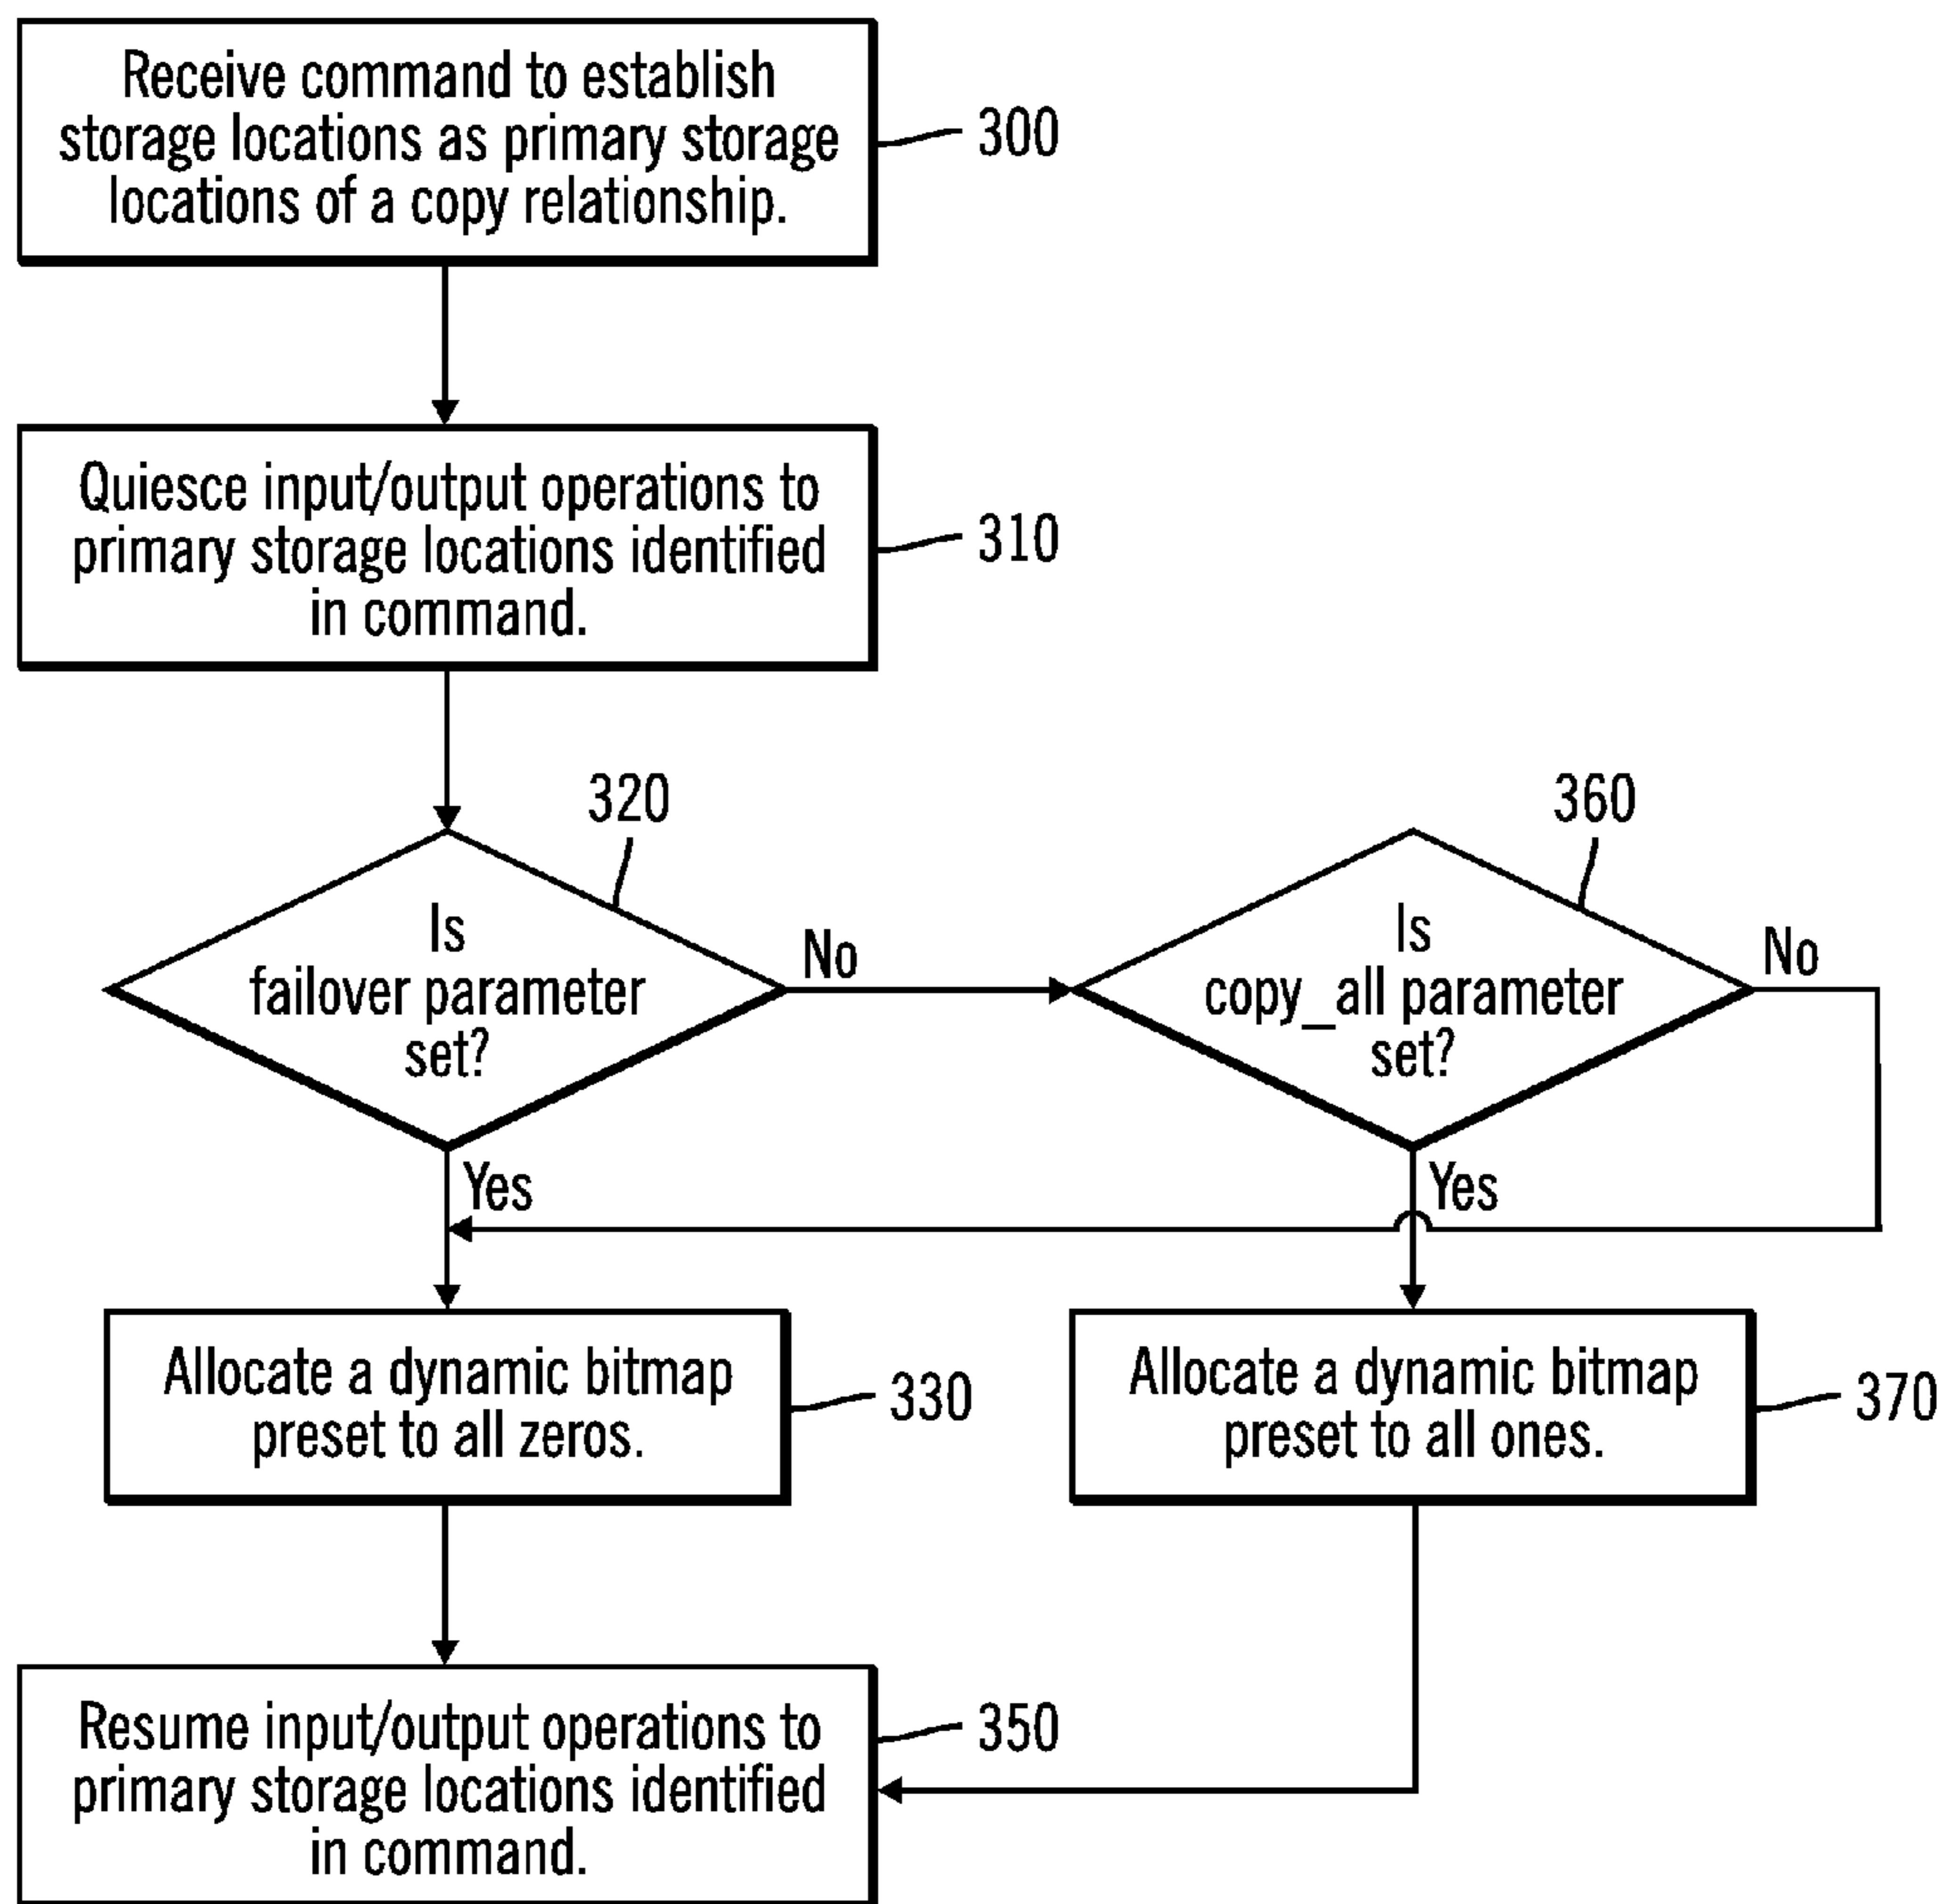 Receive command to establish
storage locations as primary storage
locations of a copy relationship.
300
Quiesce input/output operations to
primary storage locations identified
in command.
310
320
Is
failover parameter
set?
No
Yes
360
Is
copy_all parameter
set?
No
Yes
Allocate a dynamic bitmap
preset to all zeros.
330
Allocate a dynamic bitmap
preset to all ones.
370
Resume input/output operations to
primary storage locations identified
in command.
350